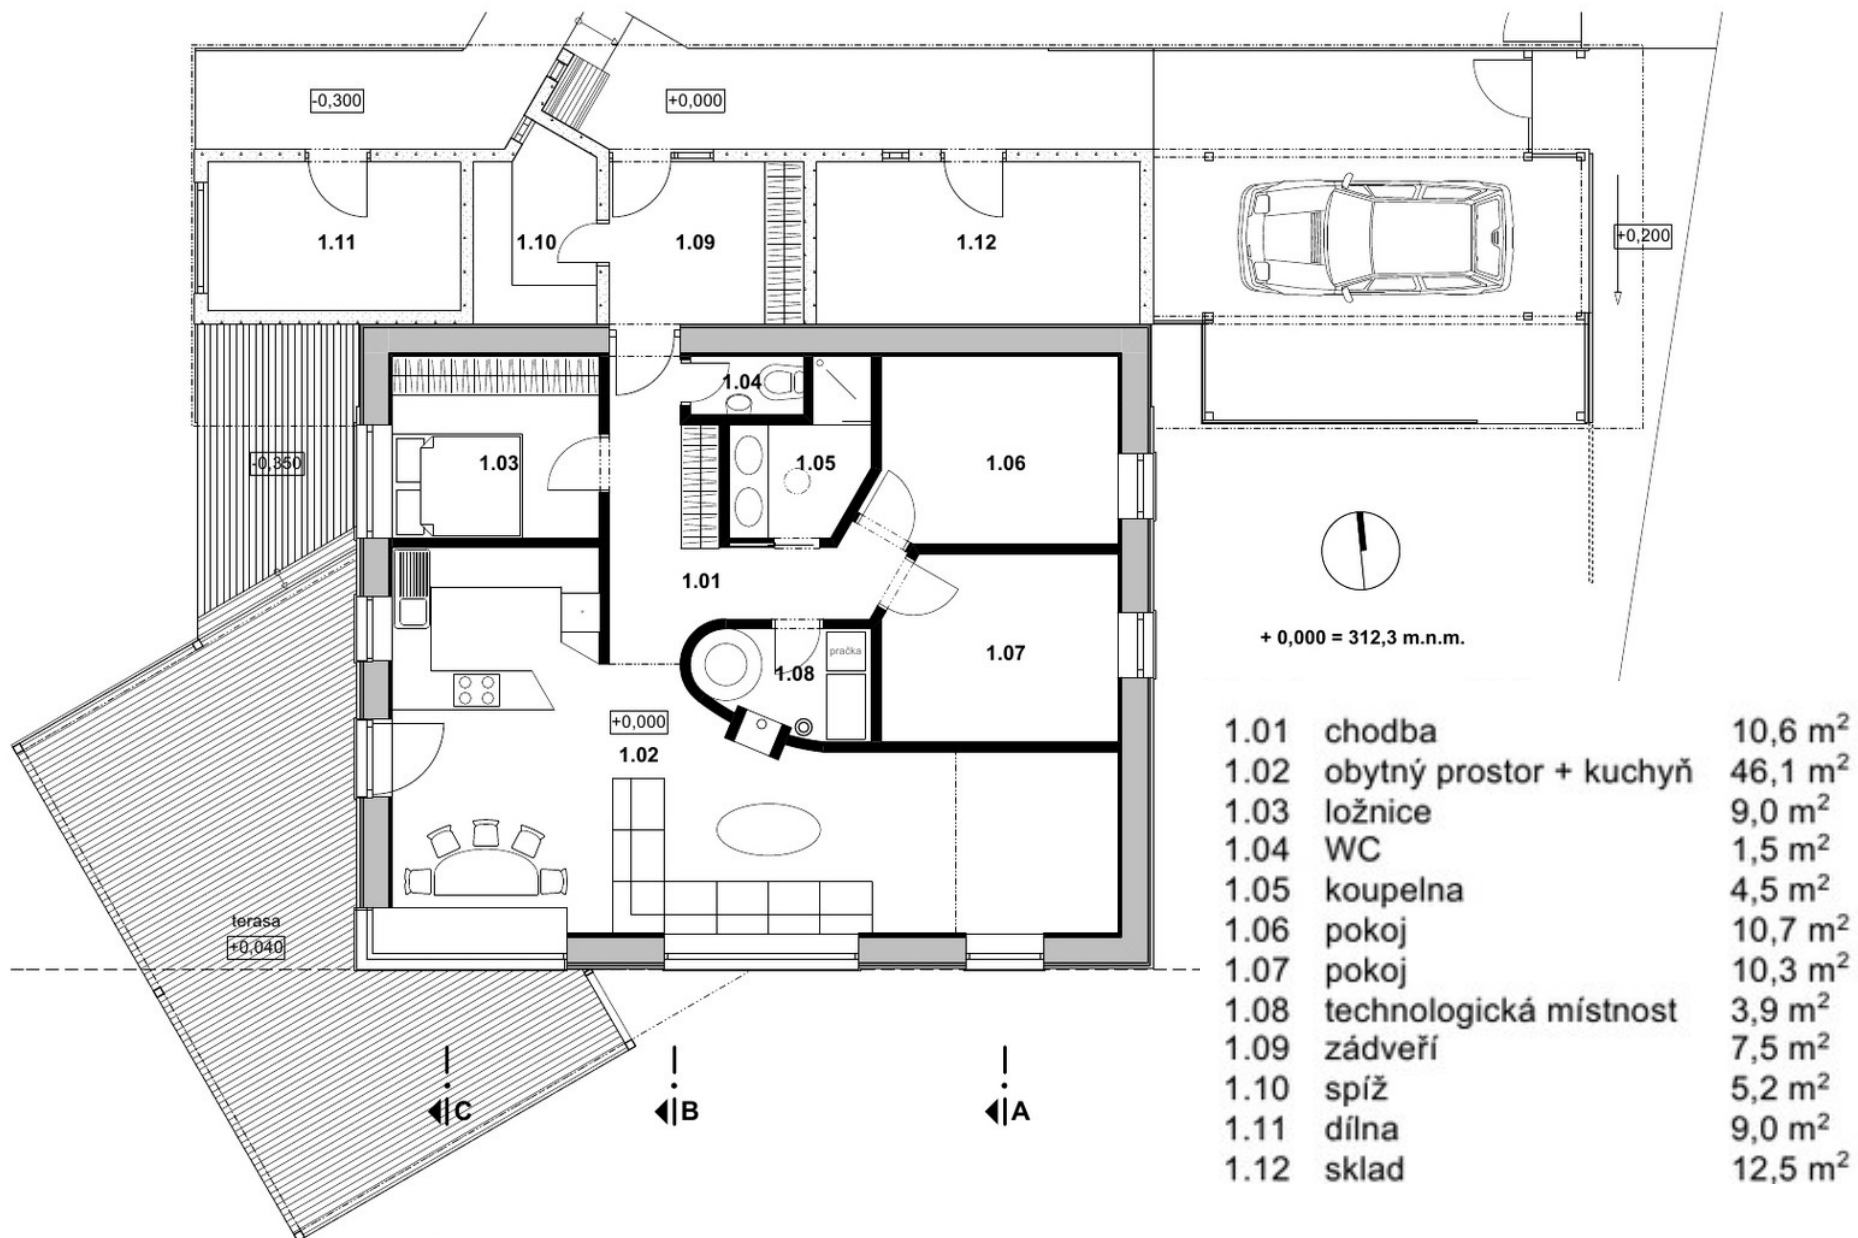 -0,300
+0,000
1.11
1.10
1.09
1.12
+0,200
1.04
-0,350
1.03
1.05
1.06
1.01
+ 0,000 = 312,3 m.n.m.
pračka
1.07
1.08
+0,000
1.02
terasa
+0,040
C
B
A
1.01 chodba 10,6 m²
1.02 obytný prostor + kuchyň 46,1 m²
1.03 ložnice 9,0 m²
1.04 WC 1,5 m²
1.05 koupelna 4,5 m²
1.06 pokoj 10,7 m²
1.07 pokoj 10,3 m²
1.08 technologická místnost 3,9 m²
1.09 zádveří 7,5 m²
1.10 spíž 5,2 m²
1.11 dílna 9,0 m²
1.12 sklad 12,5 m²